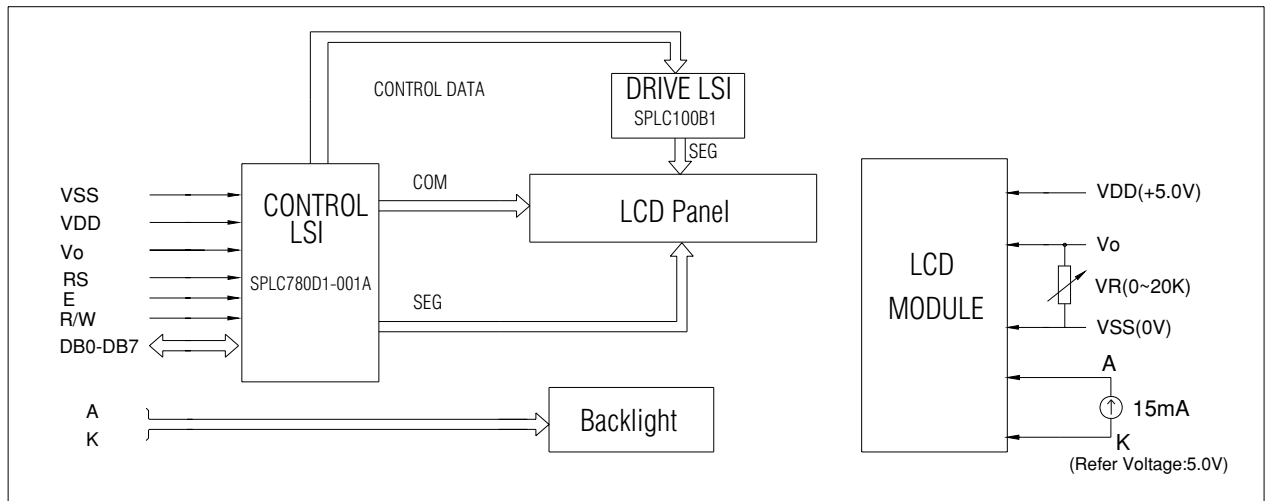 CONTROL DATA
DRIVE LSI
SPLC100B1
SEG
VSS
VDD
Vo
RS
E
R/W
DB0-DB7
CONTROL
LSI
SPLC780D1-001A
COM
SEG
LCD Panel
A
K
Backlight
LCD
MODULE
VDD(+5.0V)
Vo
VR(0~20K)
VSS(0V)
A
15mA
K
(Refer Voltage:5.0V)